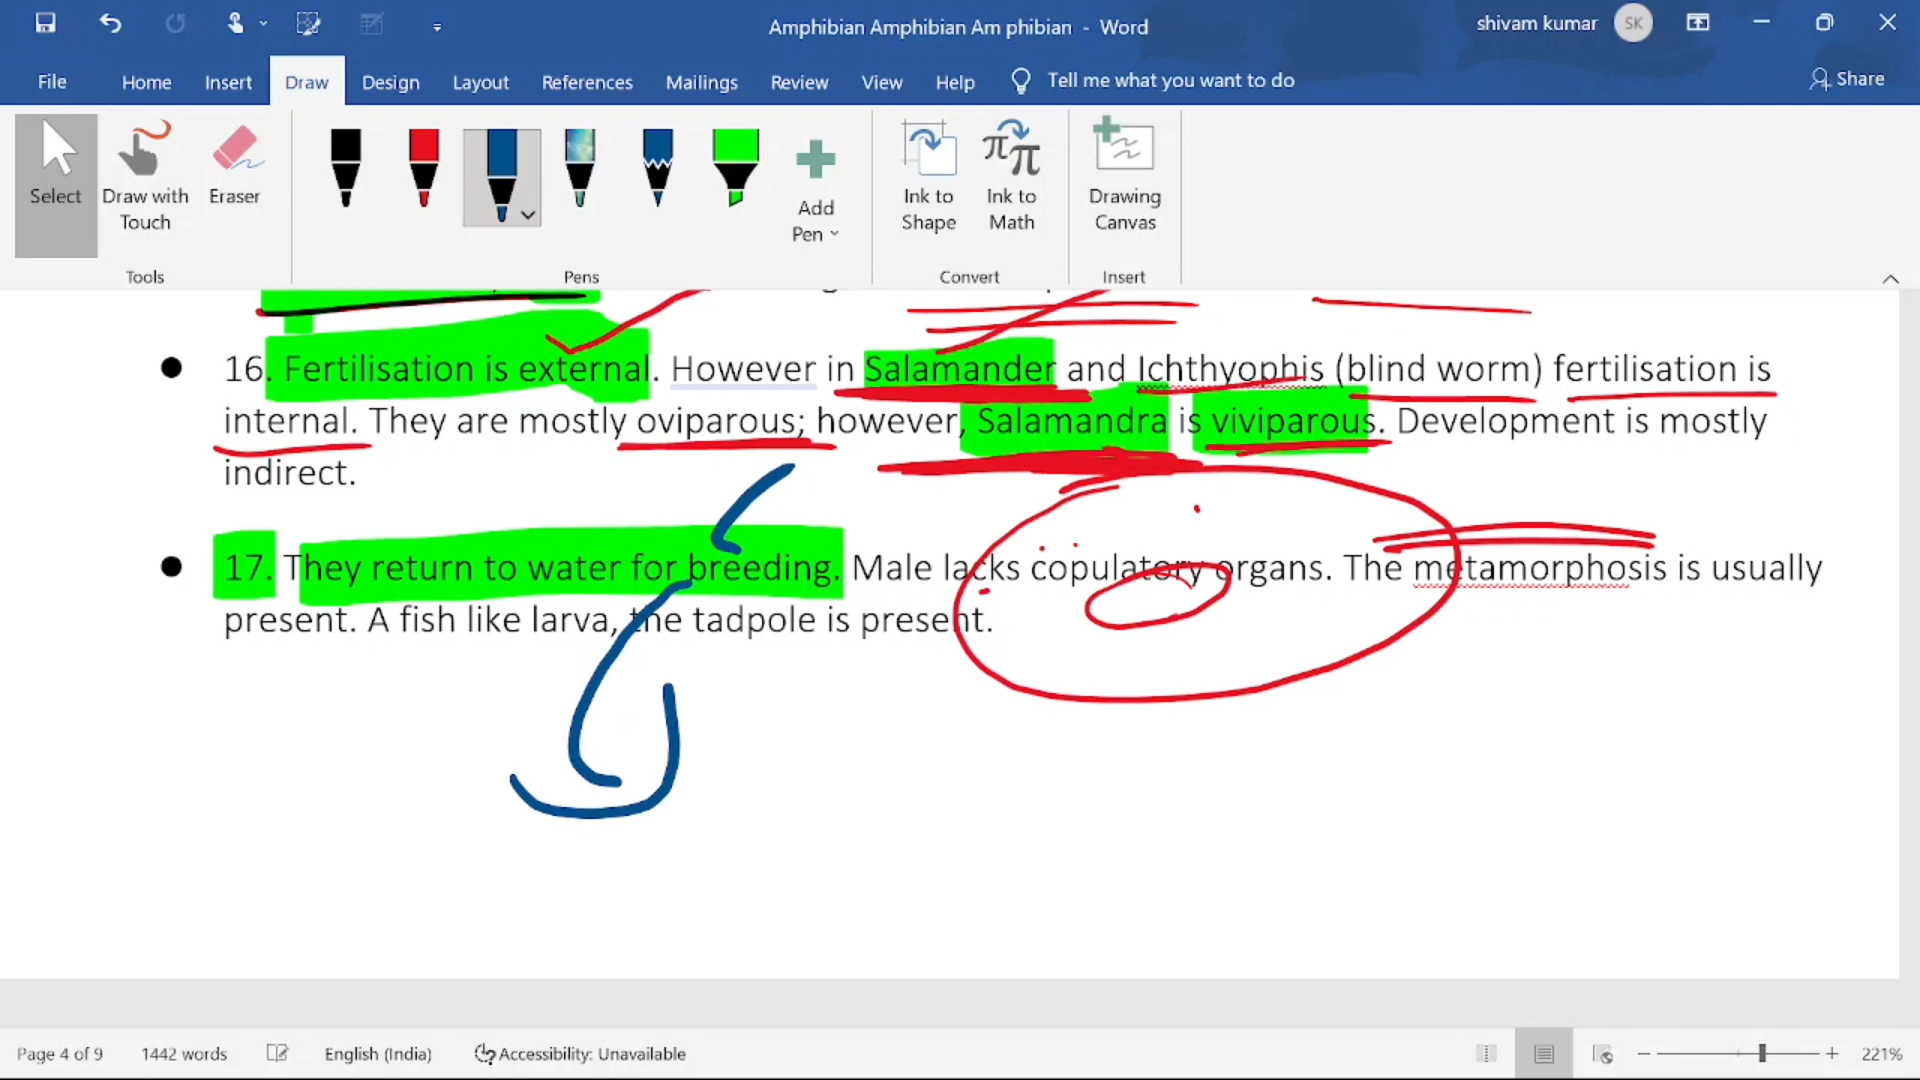 Amphibian Amphibian Am phibian - Word
shivam kumar
SK
File
Home
Insert
Draw
Design
Layout
References
Mailings
Review
View
Help
Tell me what you want to do
Share
Select
Draw with
Touch
Eraser
Add
Pen
Ink to
Shape
Ink to
Math
Drawing
Canvas
Tools
Pens
Convert
Insert
16. Fertilisation is external. However in Salamander and Ichthyophis (blind worm) fertilisation is
internal. They are mostly oviparous; however, Salamandra is viviparous. Development is mostly
indirect.
17. They return to water for breeding. Male lacks copulatory organs. The metamorphosis is usually
present. A fish like larva, the tadpole is present.
Page 4 of 9
1442 words
English (India)
Accessibility: Unavailable
221%